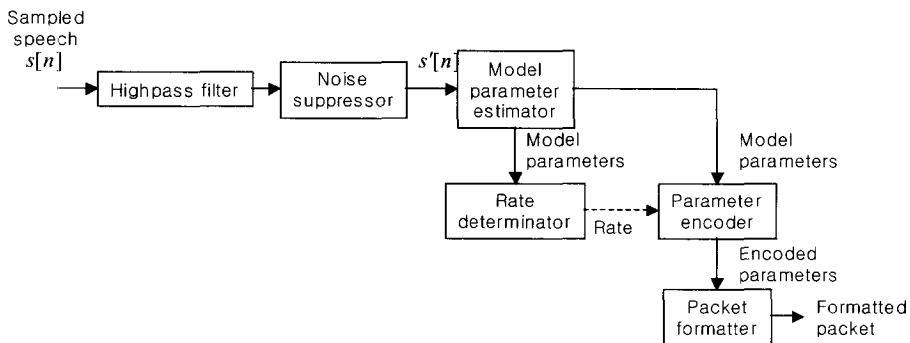 Sampled
speech
s[n]
Highpass filter
Noise
suppressor
s'[n]
Model
parameter
estimator
Model
parameters
Model
parameters
Rate
determinator
Rate
Parameter
encoder
Encoded
parameters
Packet
formatter
Formatted
packet